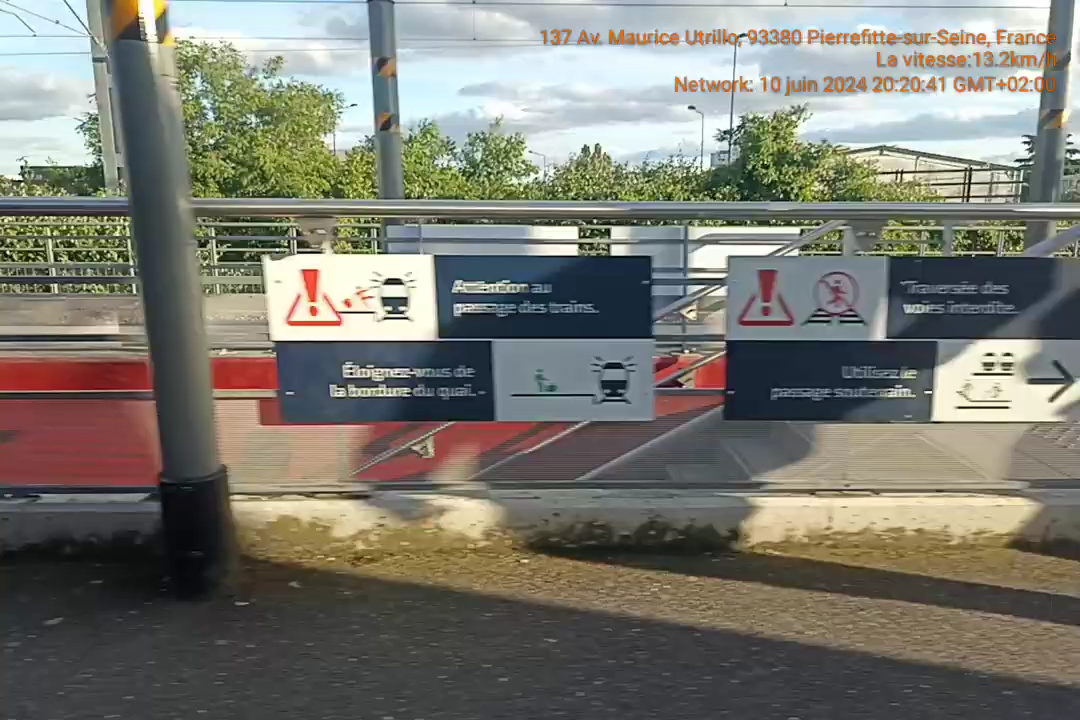 137 Av. Maurice Utrillo, 93380 Pierrefitte-sur-Seine, France
La vitesse:13.2km/h
Network: 10 juin 2024 20:20:41 GMT+02:00
Attention au
passage des trains.
Éloignez-vous de
la bordure du quai.
Traversée des
voies interdite.
Utilisez le
passage souterrain.